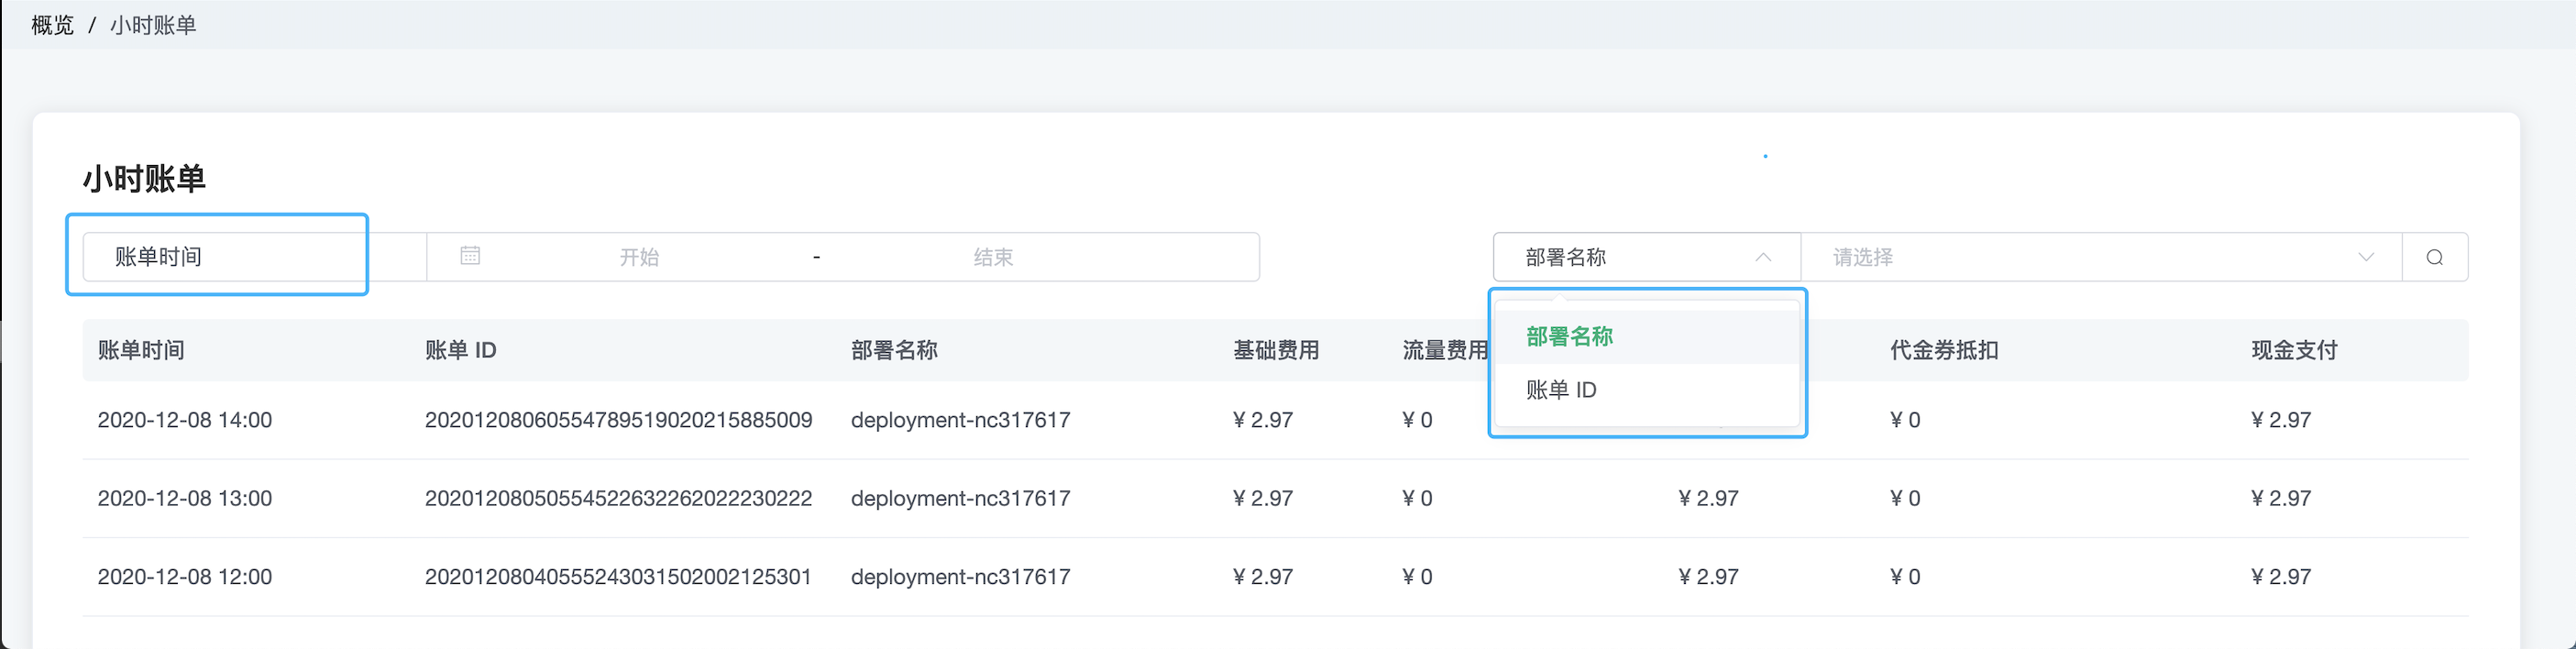 概览 / 小时账单
小时账单
账单时间 开始 - 结束 部署名称 请选择
部署名称
账单 ID
账单时间 账单 ID 部署名称 基础费用 流量费用 代金券抵扣 现金支付
2020-12-08 14:00 2020120806055478951902021588​5009 deployment-nc317617 ¥ 2.97 ¥ 0 ¥ 0 ¥ 2.97
2020-12-08 13:00 20201208050554522632262022230222 deployment-nc317617 ¥ 2.97 ¥ 0 ¥ 2.97 ¥ 0 ¥ 2.97
2020-12-08 12:00 20201208040555243031502002125301 deployment-nc317617 ¥ 2.97 ¥ 0 ¥ 2.97 ¥ 0 ¥ 2.97